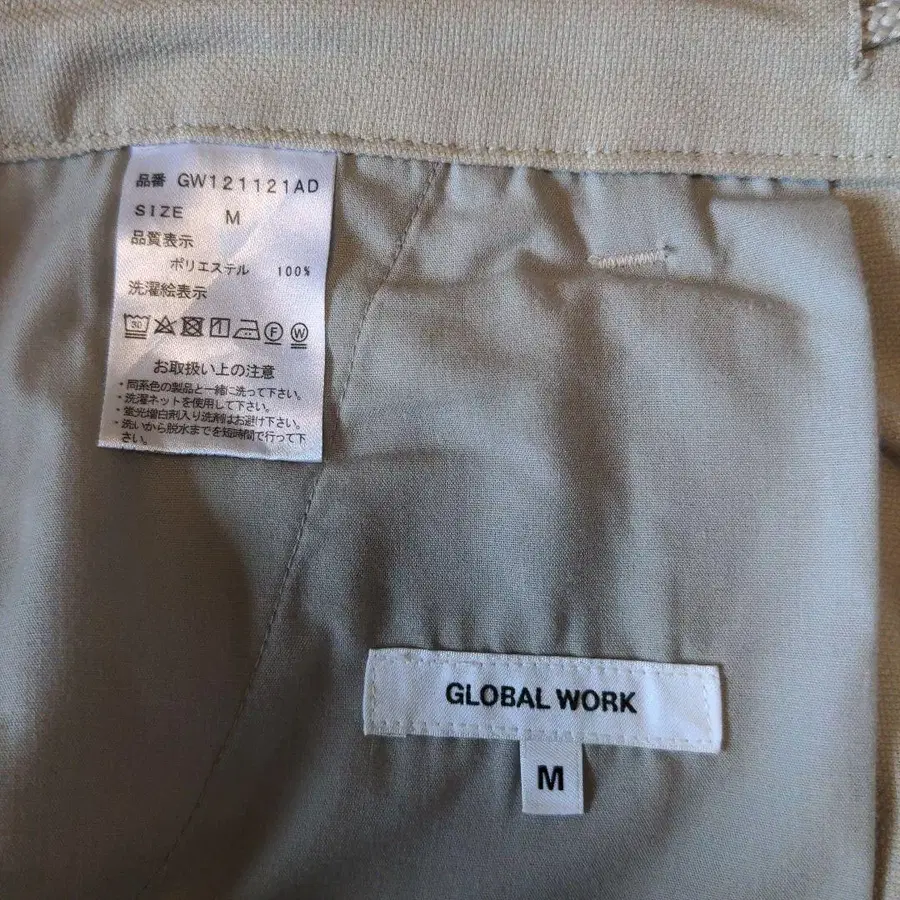 品番 GW121121AD
SIZE M
品質表示
ポリエステル 100%
洗濯絵表示
30 F W
お取扱い上の注意
・同系色の製品と一緒に洗って下さい。
・洗濯ネットを使用して下さい。
・蛍光増白剤入り洗剤はお避け下さい。
・洗いから脱水までを短時間で行って下
さい。
GLOBAL WORK
M